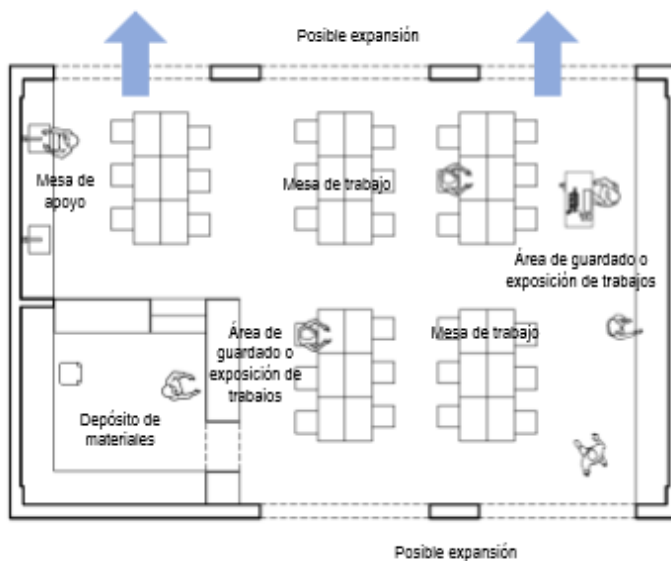 Posible expansión
Mesa de
apoyo
Mesa de trabajo
Área de guardado o
exposición de trabajos
Área de
guardado o
exposición de
trabajos
Mesa de trabajo
Depósito de
materiales
Posible expansión